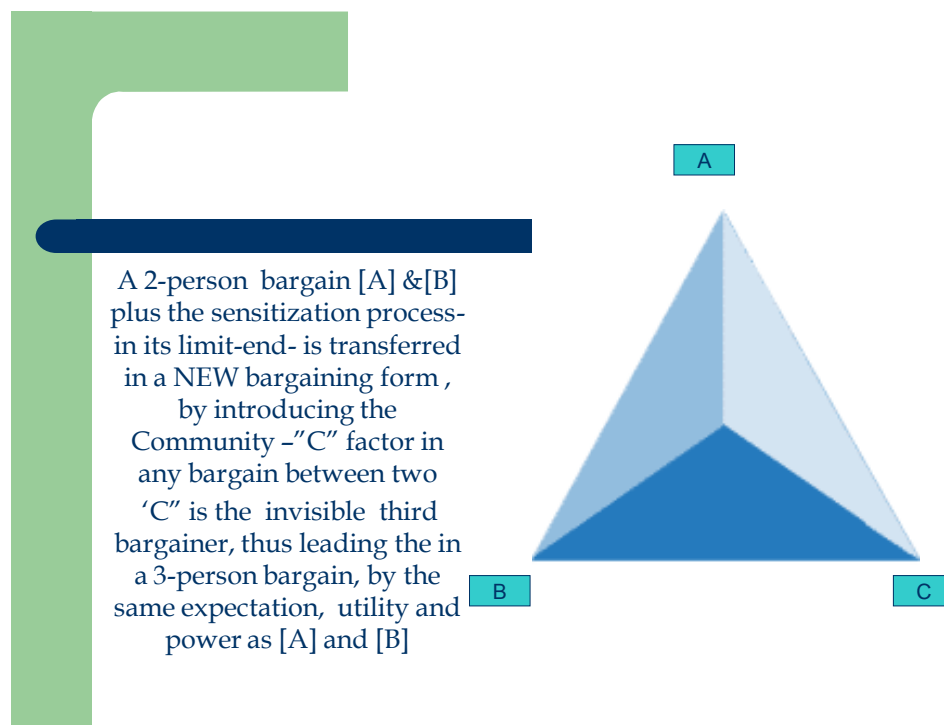 A 2-person bargain [A] &[B]
plus the sensitization process-
in its limit-end- is transferred
in a NEW bargaining form ,
by introducing the
Community –”C” factor in
any bargain between two
‘C” is the invisible third
bargainer, thus leading the in
a 3-person bargain, by the
same expectation, utility and
power as [A] and [B]
A
B
C